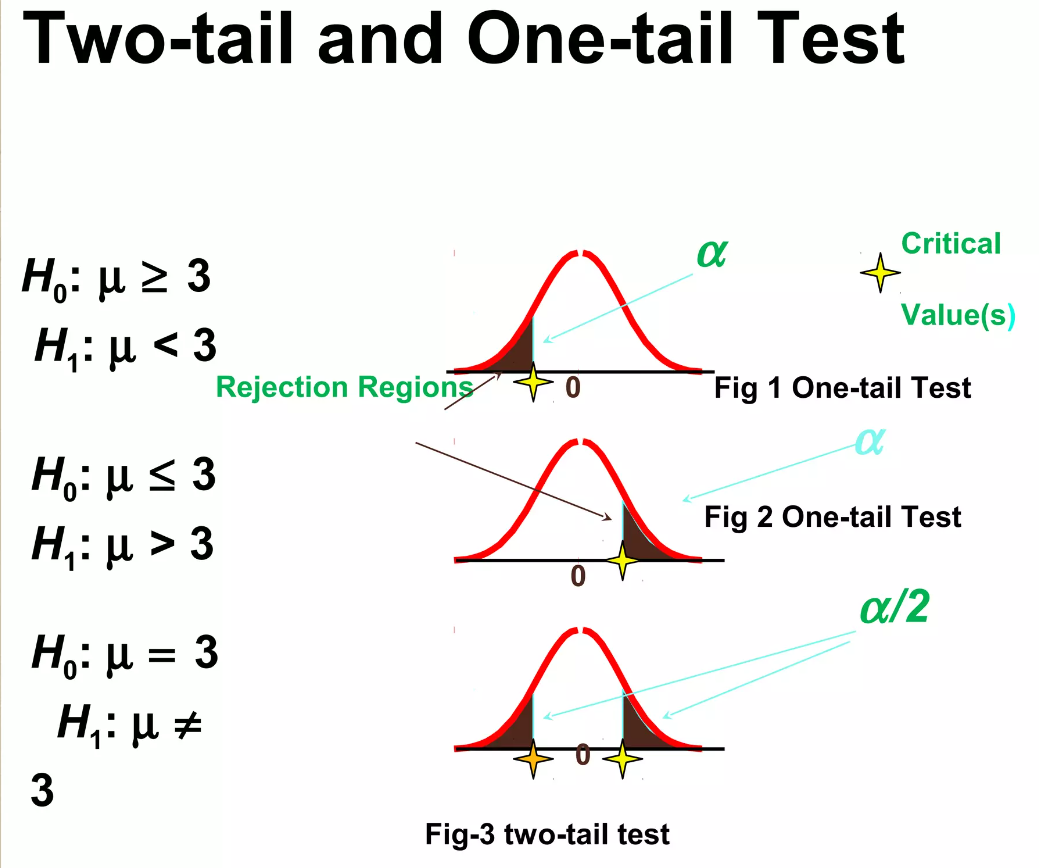 Two-tail and One-tail Test
α
Critical
H₀: μ ≥ 3
Value(s)
H₁: μ < 3
Rejection Regions
0
Fig 1 One-tail Test
α
H₀: μ ≤ 3
Fig 2 One-tail Test
H₁: μ > 3
0
α/2
H₀: μ = 3
H₁: μ ≠
3
0
Fig-3 two-tail test